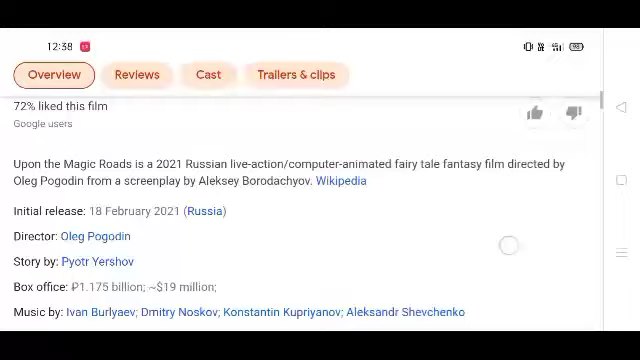 12:38
Overview Reviews Cast Trailers & clips
72% liked this film
Google users
Upon the Magic Roads is a 2021 Russian live-action/computer-animated fairy tale fantasy film directed by
Oleg Pogodin from a screenplay by Aleksey Borodachyov. Wikipedia
Initial release: 18 February 2021 (Russia)
Director: Oleg Pogodin
Story by: Pyotr Yershov
Box office: ₽1.175 billion; ~$19 million;
Music by: Ivan Burlyaev; Dmitry Noskov; Konstantin Kupriyanov; Aleksandr Shevchenko